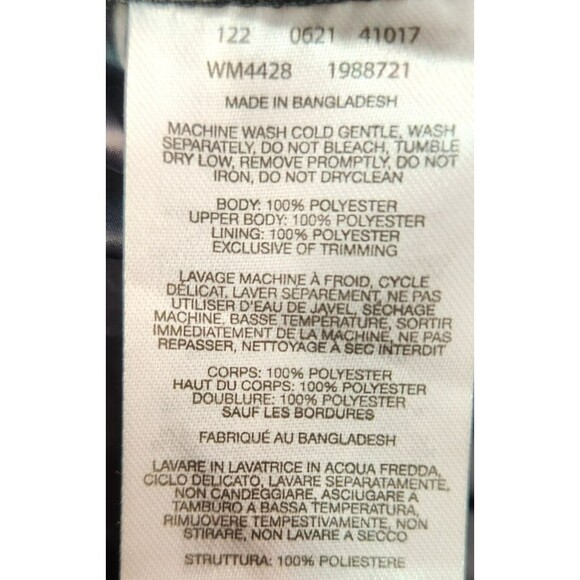 122 0621 41017
WM4428 1988721
MADE IN BANGLADESH
MACHINE WASH COLD GENTLE, WASH
SEPARATELY, DO NOT BLEACH, TUMBLE
DRY LOW, REMOVE PROMPTLY, DO NOT
IRON, DO NOT DRYCLEAN
BODY: 100% POLYESTER
UPPER BODY: 100% POLYESTER
LINING: 100% POLYESTER
EXCLUSIVE OF TRIMMING
LAVAGE MACHINE À FROID, CYCLE
DÉLICAT, LAVER SÉPARÉMENT, NE PAS
UTILISER D'EAU DE JAVEL, SÉCHAGE
MACHINE, BASSE TEMPÉRATURE, SORTIR
IMMÉDIATEMENT DE LA MACHINE, NE PAS
REPASSER, NETTOYAGE À SEC INTERDIT
CORPS: 100% POLYESTER
HAUT DU CORPS: 100% POLYESTER
DOUBLURE: 100% POLYESTER
SAUF LES BORDURES
FABRIQUÉ AU BANGLADESH
LAVARE IN LAVATRICE IN ACQUA FREDDA,
CICLO DELICATO, LAVARE SEPARATAMENTE,
NON CANDEGGIARE, ASCIUGARE A
TAMBURO A BASSA TEMPERATURA,
RIMUOVERE TEMPESTIVAMENTE, NON
STIRARE, NON LAVARE A SECCO
STRUTTURA: 100% POLIESTERE